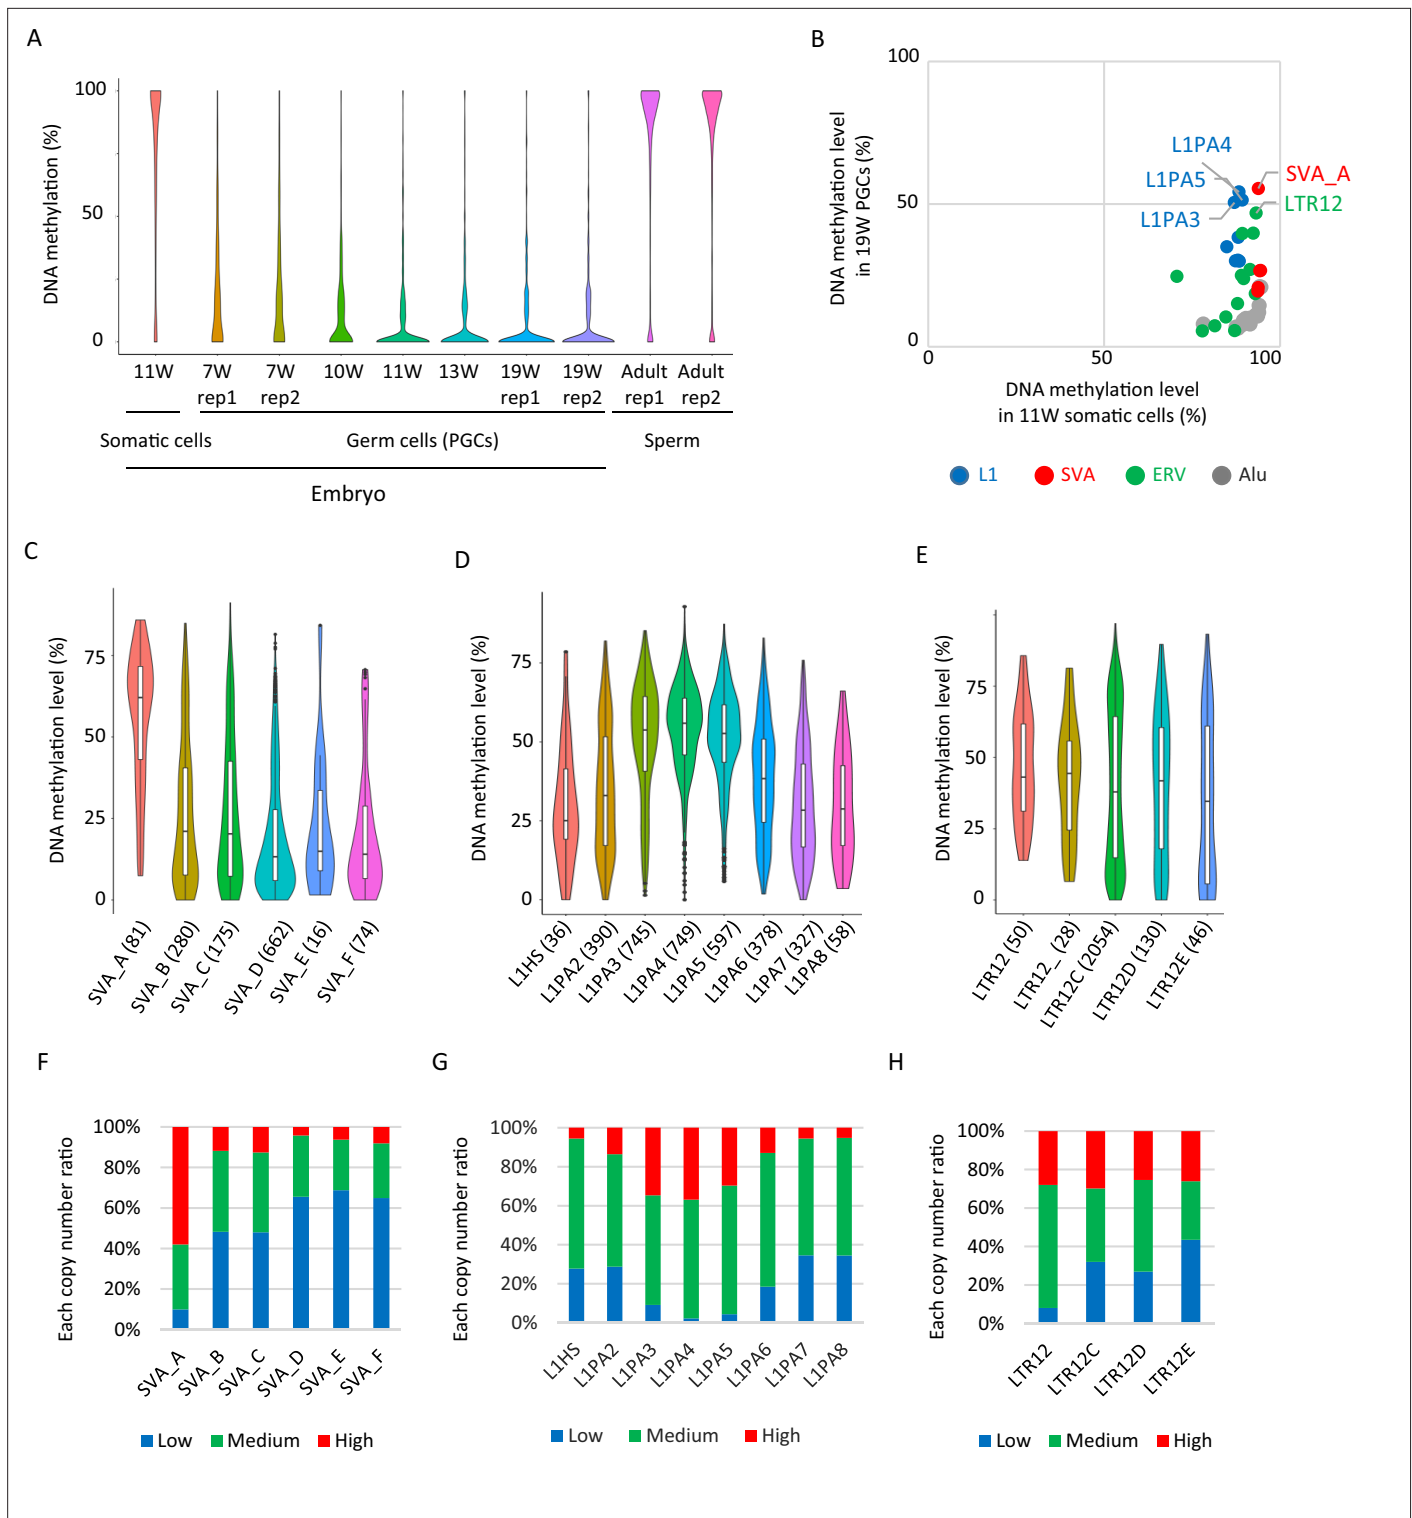 A
DNA methylation (%)
100
50
0
11W 7W 7W 10W 11W 13W 19W 19W Adult Adult
rep1 rep2 rep1 rep2 rep1 rep2
Somatic cells Germ cells (PGCs) Sperm
Embryo
B
DNA methylation level
in 19W PGCs (%)
100
50
0
L1PA4
L1PA5
L1PA3
SVA_A
LTR12
0 50 100
DNA methylation level
in 11W somatic cells (%)
L1 SVA ERV Alu
C
DNA methylation level (%)
75
50
25
0
SVA_A (81)
SVA_B (280)
SVA_C (175)
SVA_D (662)
SVA_E (16)
SVA_F (74)
D
DNA methylation level (%)
75
50
25
0
L1HS (36)
L1PA2 (390)
L1PA3 (745)
L1PA4 (749)
L1PA5 (597)
L1PA6 (378)
L1PA7 (327)
L1PA8 (58)
E
DNA methylation level (%)
75
50
25
0
LTR12 (50)
LTR12_ (28)
LTR12C (2054)
LTR12D (130)
LTR12E (46)
F
Each copy number ratio
100%
80%
60%
40%
20%
0%
SVA_A
SVA_B
SVA_C
SVA_D
SVA_E
SVA_F
Low Medium High
G
Each copy number ratio
100%
80%
60%
40%
20%
0%
L1HS
L1PA2
L1PA3
L1PA4
L1PA5
L1PA6
L1PA7
L1PA8
Low Medium High
H
Each copy number ratio
100%
80%
60%
40%
20%
0%
LTR12
LTR12C
LTR12D
LTR12E
Low Medium High